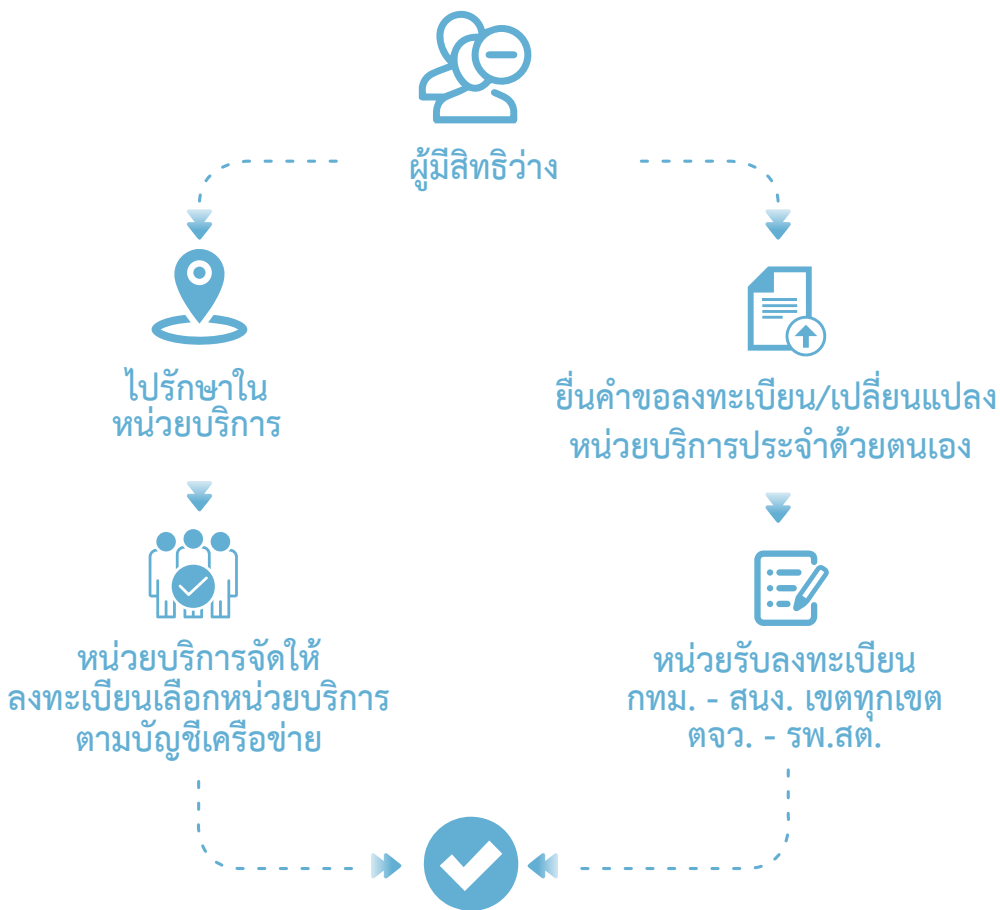 ผู้มีสิทธิว่าง
ไปรักษาใน
หน่วยบริการ
หน่วยบริการจัดให้
ลงทะเบียนเลือกหน่วยบริการ
ตามบัญชีเครือข่าย
ยื่นคำขอลงทะเบียน/เปลี่ยนแปลง
หน่วยบริการประจำด้วยตนเอง
หน่วยรับลงทะเบียน
กทม. - สนง. เขตทุกเขต
ตจว. - รพ.สต.